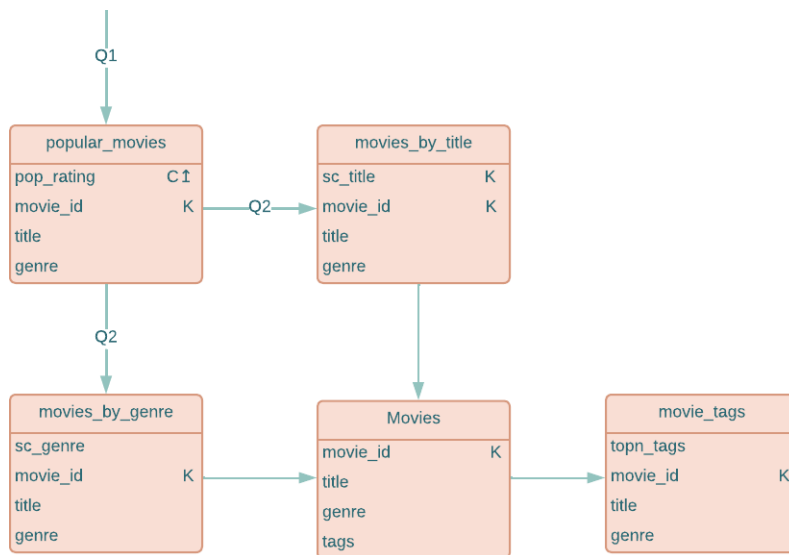 Q1
popular_movies
pop_rating C↥
movie_id K
title
genre
Q2
movies_by_title
sc_title K
movie_id K
title
genre
Q2
movies_by_genre
sc_genre
movie_id K
title
genre
Movies
movie_id K
title
genre
tags
movie_tags
topn_tags
movie_id K
title
genre